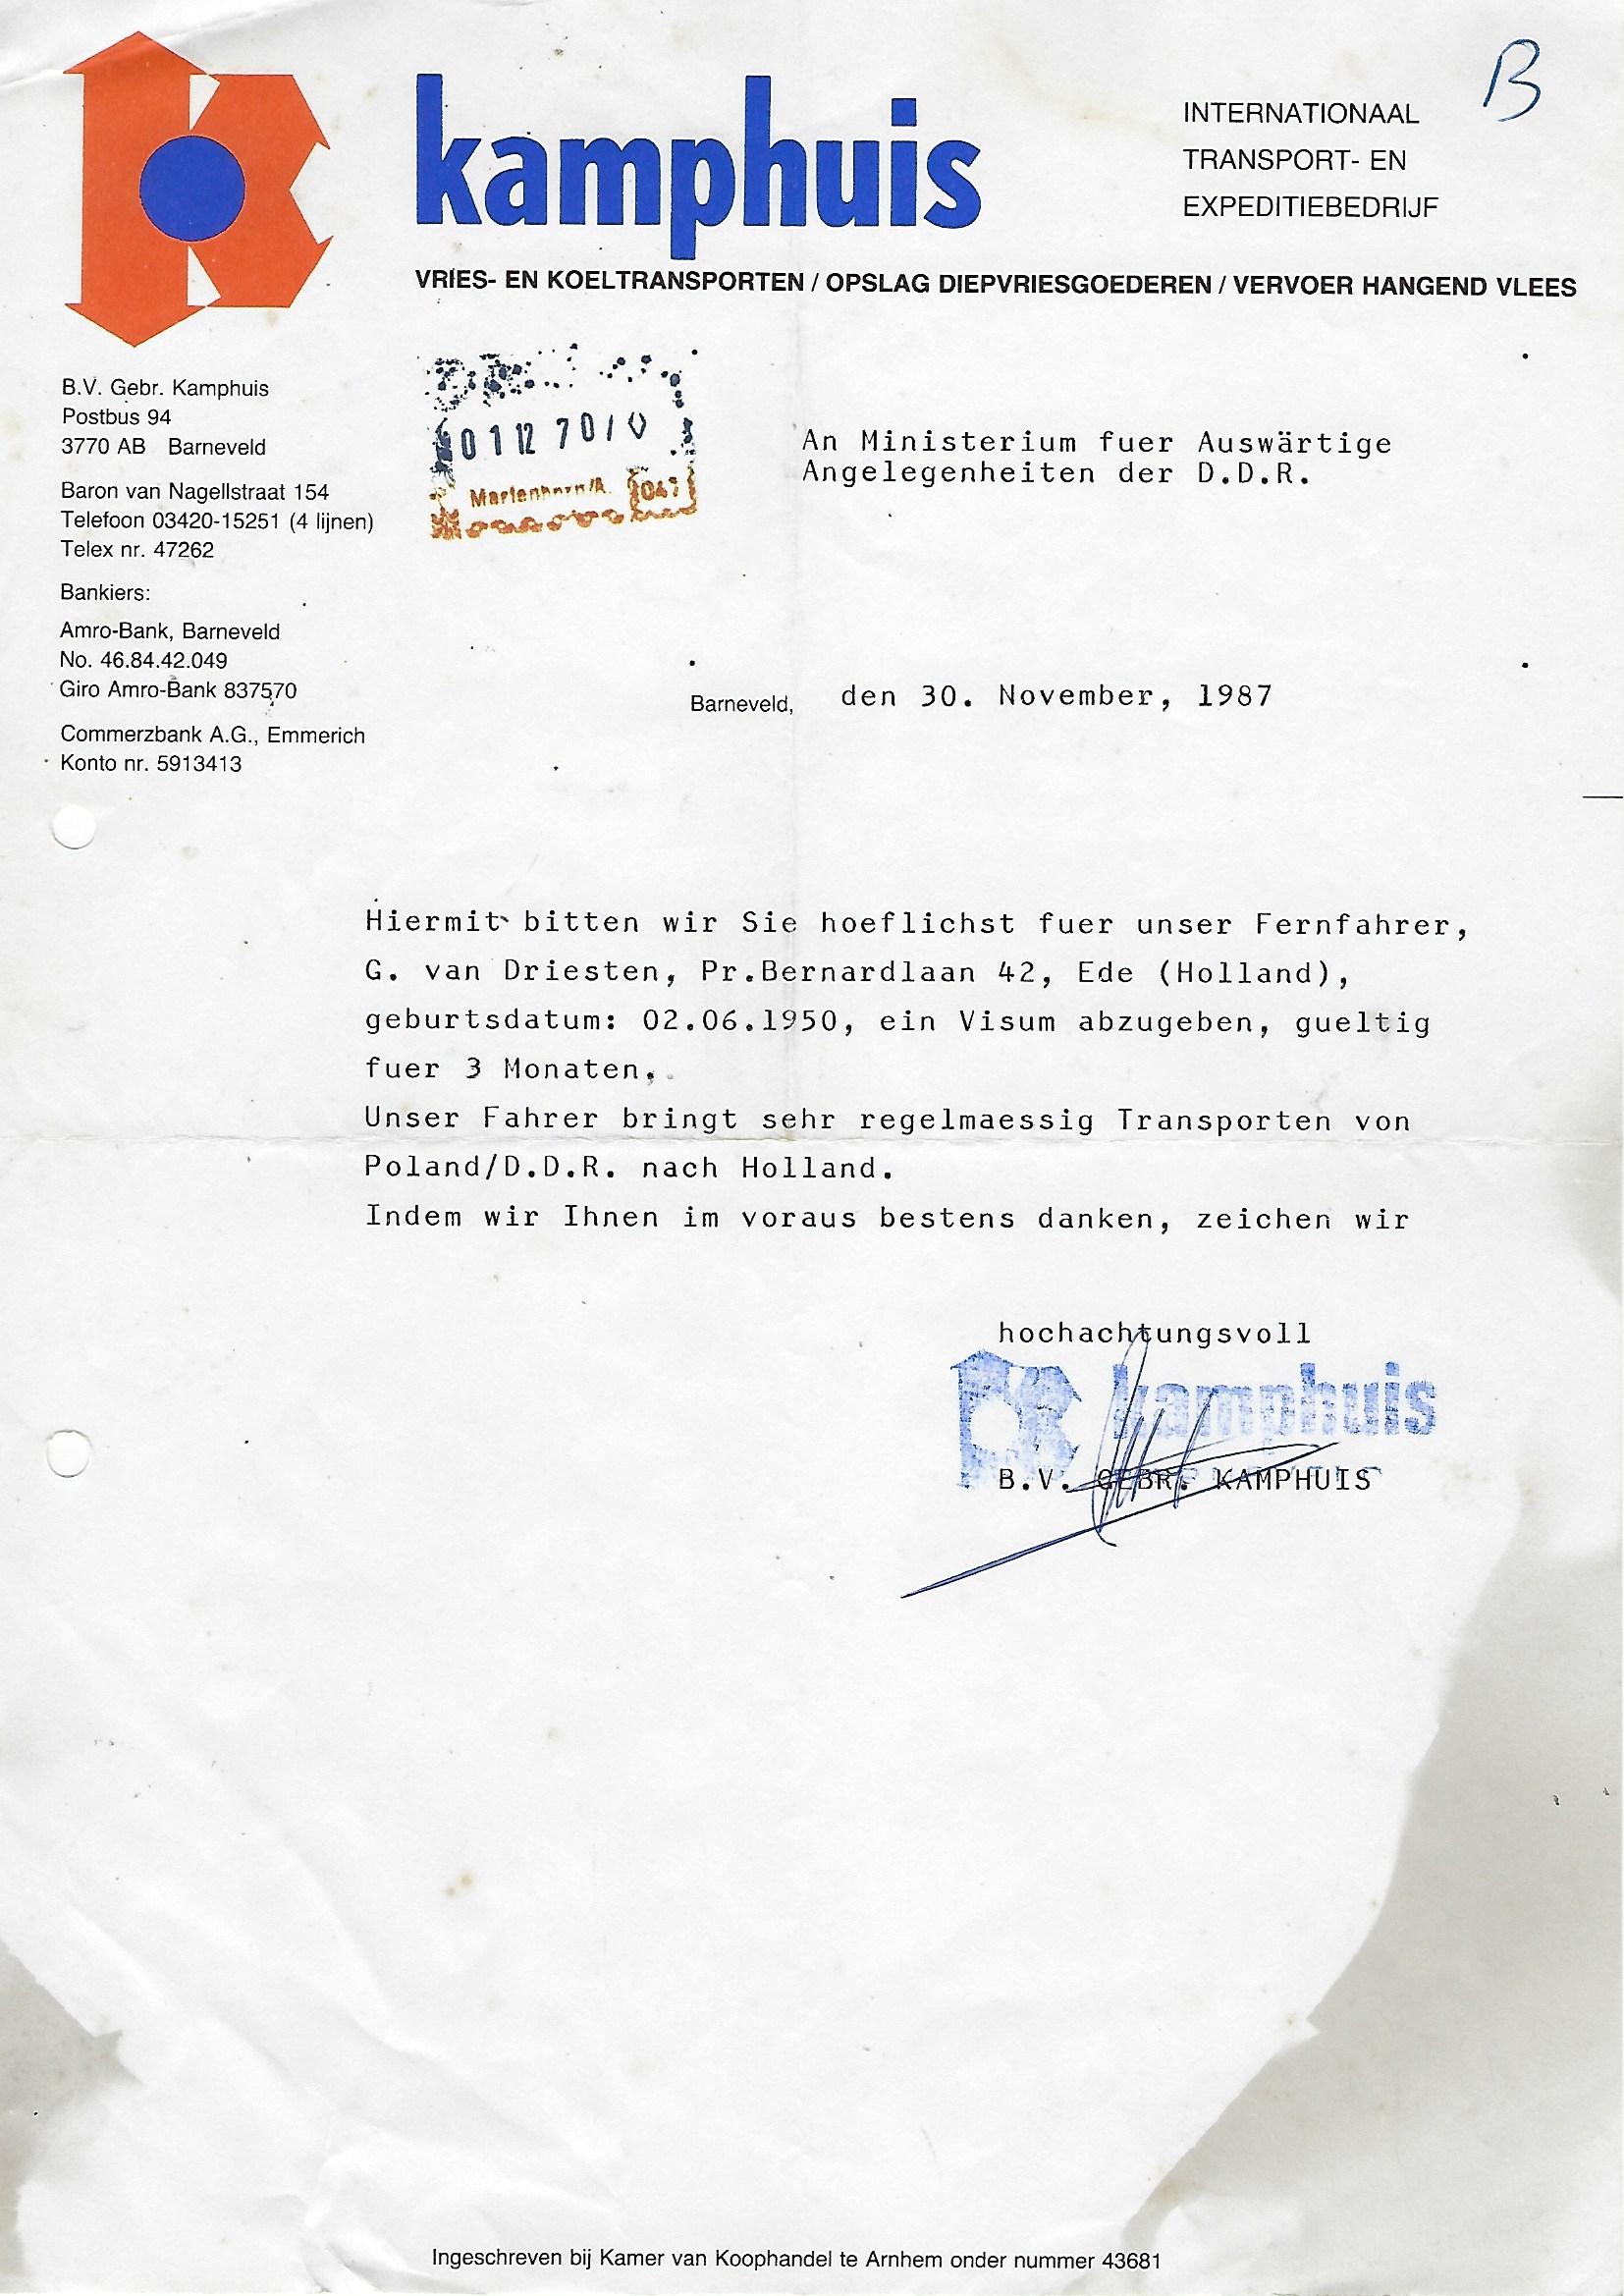 B
kamphuis
INTERNATIONAAL
TRANSPORT- EN
EXPEDITIEBEDRIJF
VRIES- EN KOELTRANSPORTEN / OPSLAG DIEPVRIESGOEDEREN / VERVOER HANGEND VLEES
B.V. Gebr. Kamphuis
Postbus 94
3770 AB Barneveld
Baron van Nagellstraat 154
Telefoon 03420-15251 (4 lijnen)
Telex nr. 47262
Bankiers:
Amro-Bank, Barneveld
No. 46.84.42.049
Giro Amro-Bank 837570
Commerzbank A.G., Emmerich
Konto nr. 5913413
01 12 70
Marienborn/A. 047
An Ministerium fuer Auswärtige
Angelegenheiten der D.D.R.
Barneveld, den 30. November, 1987
Hiermit bitten wir Sie hoeflichst fuer unser Fernfahrer,
G. van Driesten, Pr.Bernardlaan 42, Ede (Holland),
geburtsdatum: 02.06.1950, ein Visum abzugeben, gueltig
fuer 3 Monaten.
Unser Fahrer bringt sehr regelmaessig Transporten von
Poland/D.D.R. nach Holland.
Indem wir Ihnen im voraus bestens danken, zeichen wir
hochachtungsvoll
kamphuis
B.V. GEBR. KAMPHUIS
Ingeschreven bij Kamer van Koophandel te Arnhem onder nummer 43681